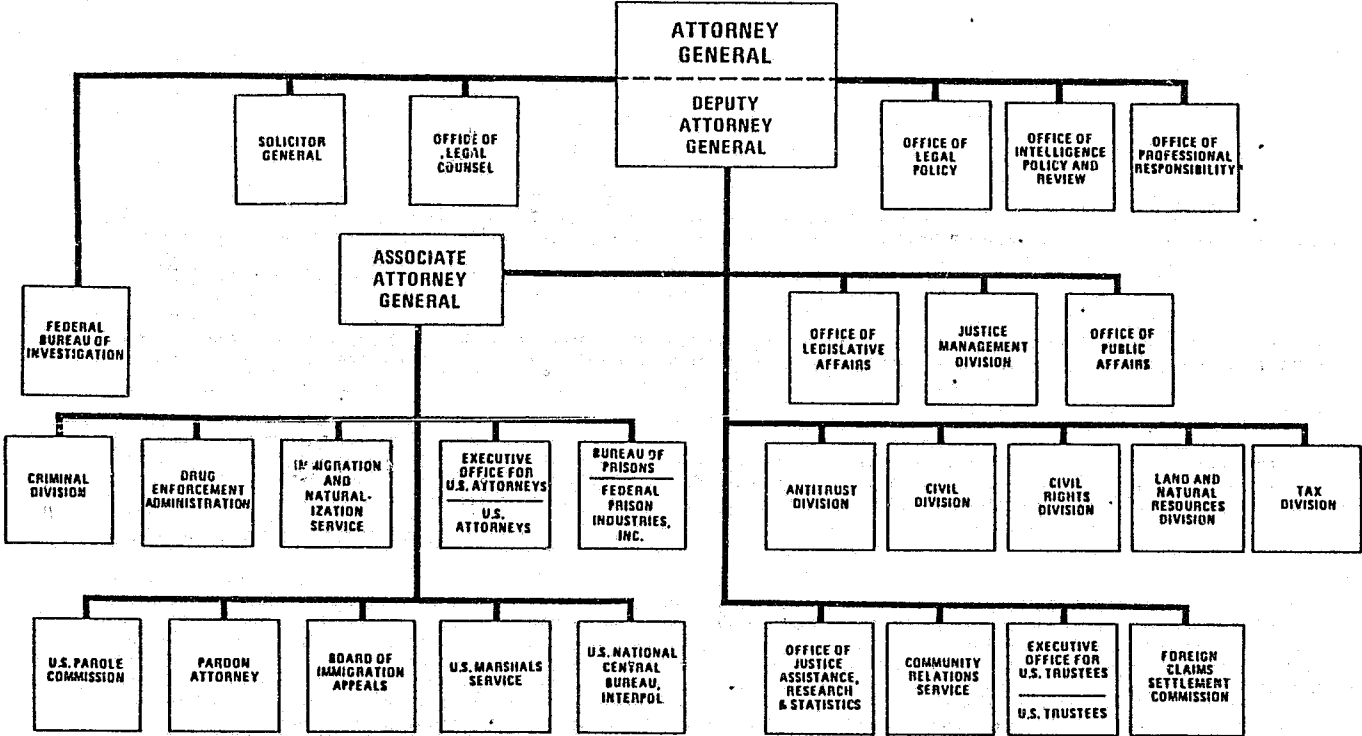 ATTORNEY
GENERAL
DEPUTY
ATTORNEY
GENERAL
SOLICITOR
GENERAL
OFFICE OF
LEGAL
COUNSEL
OFFICE OF
LEGAL
POLICY
OFFICE OF
INTELLIGENCE
POLICY AND
REVIEW
OFFICE OF
PROFESSIONAL
RESPONSIBILITY
ASSOCIATE
ATTORNEY
GENERAL
FEDERAL
BUREAU OF
INVESTIGATION
OFFICE OF
LEGISLATIVE
AFFAIRS
JUSTICE
MANAGEMENT
DIVISION
OFFICE OF
PUBLIC
AFFAIRS
CRIMINAL
DIVISION
DRUG
ENFORCEMENT
ADMINISTRATION
IMMIGRATION
AND
NATURAL-
IZATION
SERVICE
EXECUTIVE
OFFICE FOR
U.S. ATTORNEYS
U.S.
ATTORNEYS
BUREAU OF
PRISONS
FEDERAL
PRISON
INDUSTRIES,
INC.
ANTITRUST
DIVISION
CIVIL
DIVISION
CIVIL
RIGHTS
DIVISION
LAND AND
NATURAL
RESOURCES
DIVISION
TAX
DIVISION
U.S. PAROLE
COMMISSION
PARDON
ATTORNEY
BOARD OF
IMMIGRATION
APPEALS
U.S. MARSHALS
SERVICE
U.S. NATIONAL
CENTRAL
BUREAU,
INTERPOL
OFFICE OF
JUSTICE
ASSISTANCE,
RESEARCH
& STATISTICS
COMMUNITY
RELATIONS
SERVICE
EXECUTIVE
OFFICE FOR
U.S. TRUSTEES
U.S. TRUSTEES
FOREIGN
CLAIMS
SETTLEMENT
COMMISSION